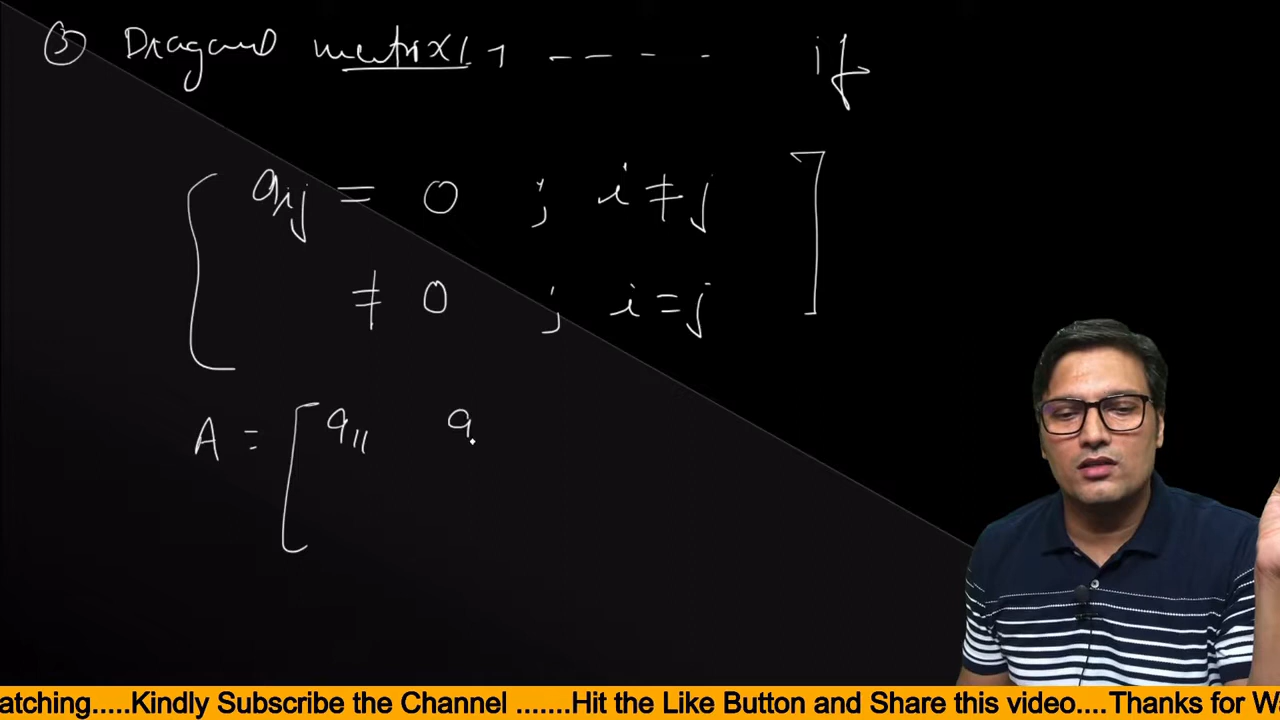 ③ Diagonal matrix:→ - - - - if
[ aᵢⱼ = 0 ; i ≠ j ]
≠ 0 ; i = j
A = [ a₁₁ a
atching.....Kindly Subscribe the Channel .......Hit the Like Button and Share this video....Thanks for Wa